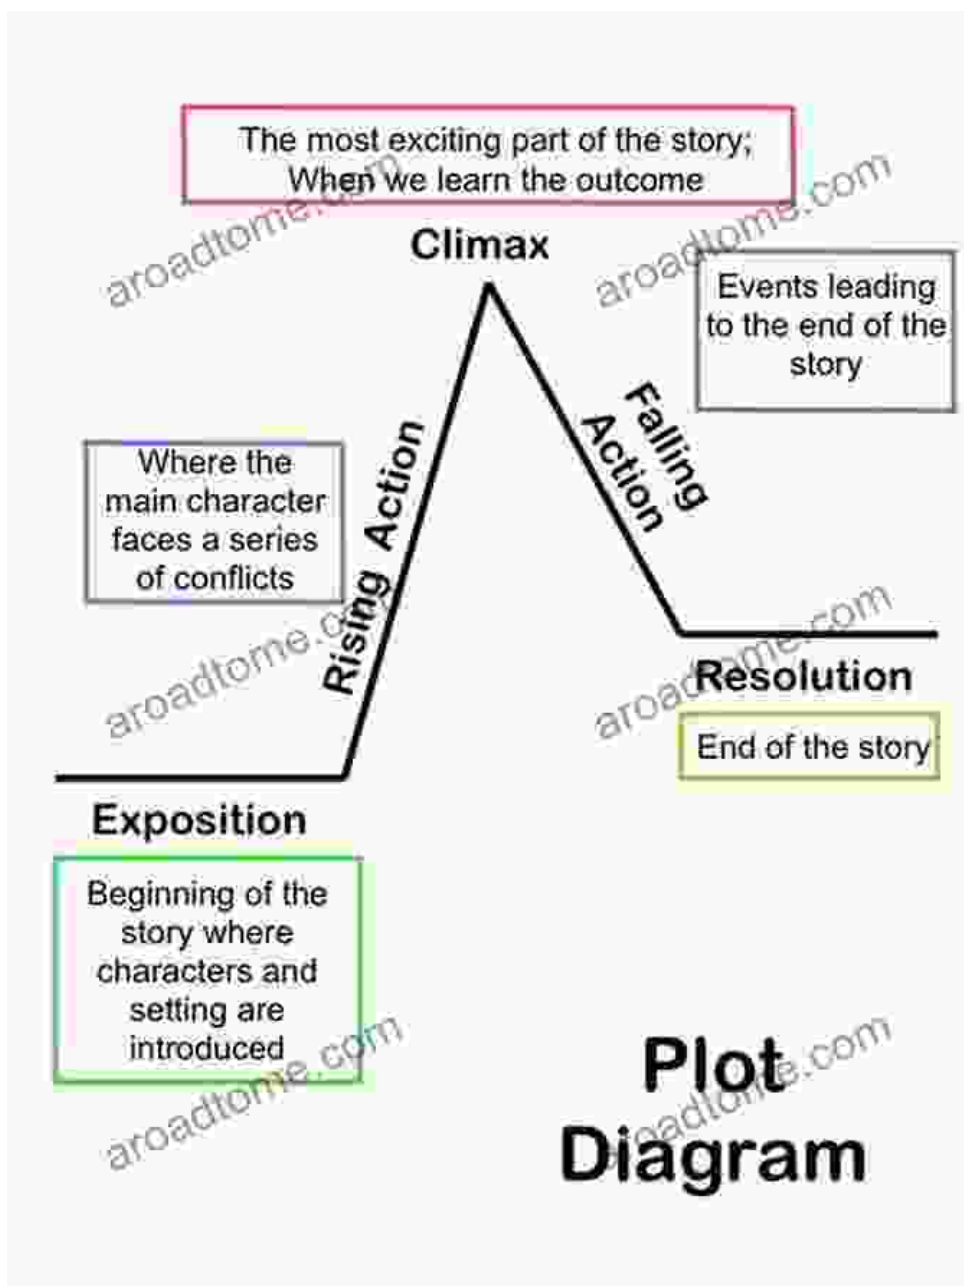 The most exciting part of the story;
When we learn the outcome
aroadtome.com
aroadtome.com
Climax
Events leading
to the end of the
story
Falling
Action
Where the
main character
faces a series
of conflicts
Rising Action
aroadtome.com
aroadtome.com
Resolution
End of the story
Exposition
Beginning of the
story where
characters and
setting are
introduced
aroadtome.com
aroadtome.com
Plot
Diagram